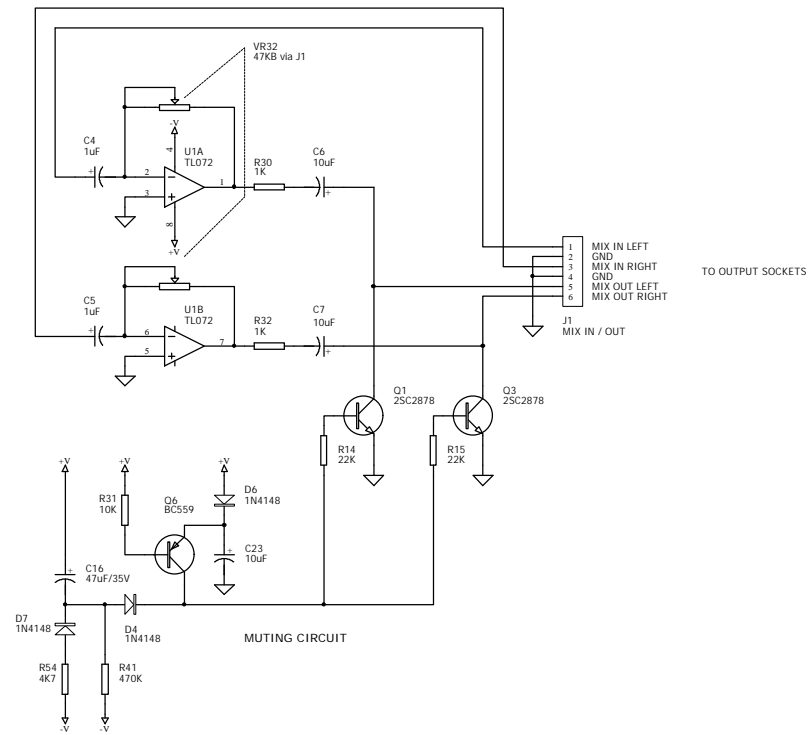 VR32
47KB via J1
-V
C4
1uF
+
4
U1A
TL072
2
3
1
8
+V
R30
1K
C6
10uF
+
C5
1uF
+
U1B
TL072
6
5
7
R32
1K
C7
10uF
+
1 MIX IN LEFT
2 GND
3 MIX IN RIGHT
4 GND
5 MIX OUT LEFT
6 MIX OUT RIGHT
J1
MIX IN / OUT
TO OUTPUT SOCKETS
Q1
2SC2878
Q3
2SC2878
R14
22K
R15
22K
+V
+V
+V
R31
10K
Q6
BC559
D6
1N4148
C16
47uF/35V
+
C23
10uF
+
D7
1N4148
D4
1N4148
MUTING CIRCUIT
R54
4K7
R41
470K
-V
-V